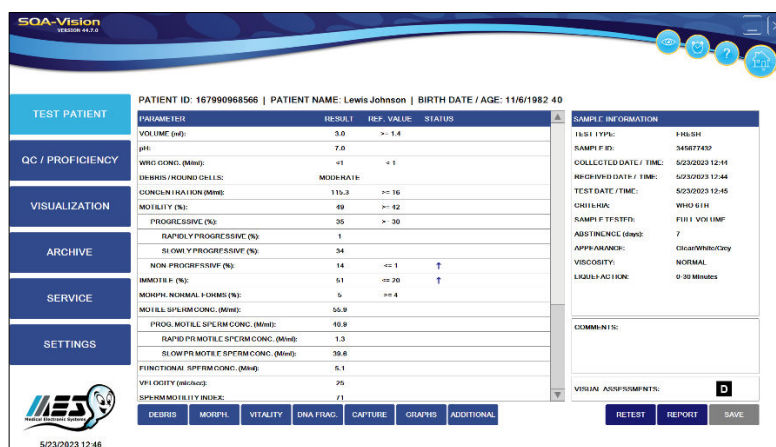 SQA-Vision
VERSION 44.7.0
PATIENT ID: 167990968566 | PATIENT NAME: Lewis Johnson | BIRTH DATE / AGE: 11/6/1982 40
TEST PATIENT
QC / PROFICIENCY
VISUALIZATION
ARCHIVE
SERVICE
SETTINGS
Medical Electronic Systems
5/23/2023 12:46
PARAMETER RESULT REF. VALUE STATUS
VOLUME (ml): 3.0 >= 1.4
pH: 7.0
WBC CONC. (M/ml): <1 < 1
DEBRIS / ROUND CELLS: MODERATE
CONCENTRATION (M/ml): 115.3 >= 16
MOTILITY (%): 49 >= 42
PROGRESSIVE (%): 35 >= 30
RAPIDLY PROGRESSIVE (%): 1
SLOWLY PROGRESSIVE (%): 34
NON PROGRESSIVE (%): 14 <= 1 ↑
IMMOTILE (%): 51 <= 20 ↑
MORPH. NORMAL FORMS (%): 5 >= 4
MOTILE SPERM CONC. (M/ml): 55.9
PROG. MOTILE SPERM CONC. (M/ml): 40.9
RAPID PR MOTILE SPERM CONC. (M/ml): 1.3
SLOW PR MOTILE SPERM CONC. (M/ml): 39.6
FUNCTIONAL SPERM CONC. (M/ml): 5.1
VELOCITY (mic/sec): 25
SPERM MOTILITY INDEX: 71
DEBRIS MORPH. VITALITY DNA FRAG. CAPTURE GRAPHS ADDITIONAL
SAMPLE INFORMATION
TEST TYPE: FRESH
SAMPLE ID: 345677432
COLLECTED DATE / TIME: 5/23/2023 12:44
RECEIVED DATE / TIME: 5/23/2023 12:44
TEST DATE / TIME: 5/23/2023 12:45
CRITERIA: WHO 6TH
SAMPLE TESTED: FULL VOLUME
ABSTINENCE (days): 7
APPEARANCE: Clear/White/Grey
VISCOSITY: NORMAL
LIQUEFACTION: 0-30 Minutes
COMMENTS:
VISUAL ASSESSMENTS: D
RETEST REPORT SAVE